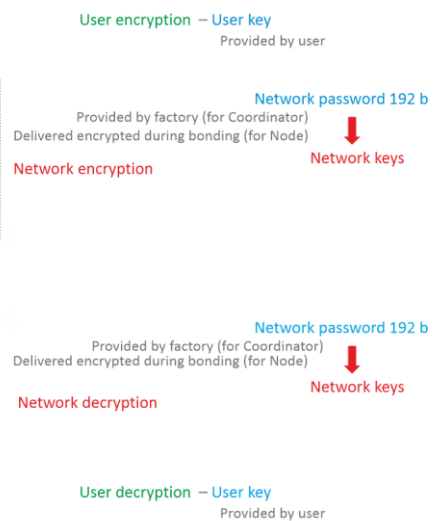 User encryption – User key
Provided by user
Network password 192 b
Provided by factory (for Coordinator)
Delivered encrypted during bonding (for Node)
Network keys
Network encryption
Network password 192 b
Provided by factory (for Coordinator)
Delivered encrypted during bonding (for Node)
Network keys
Network decryption
User decryption – User key
Provided by user